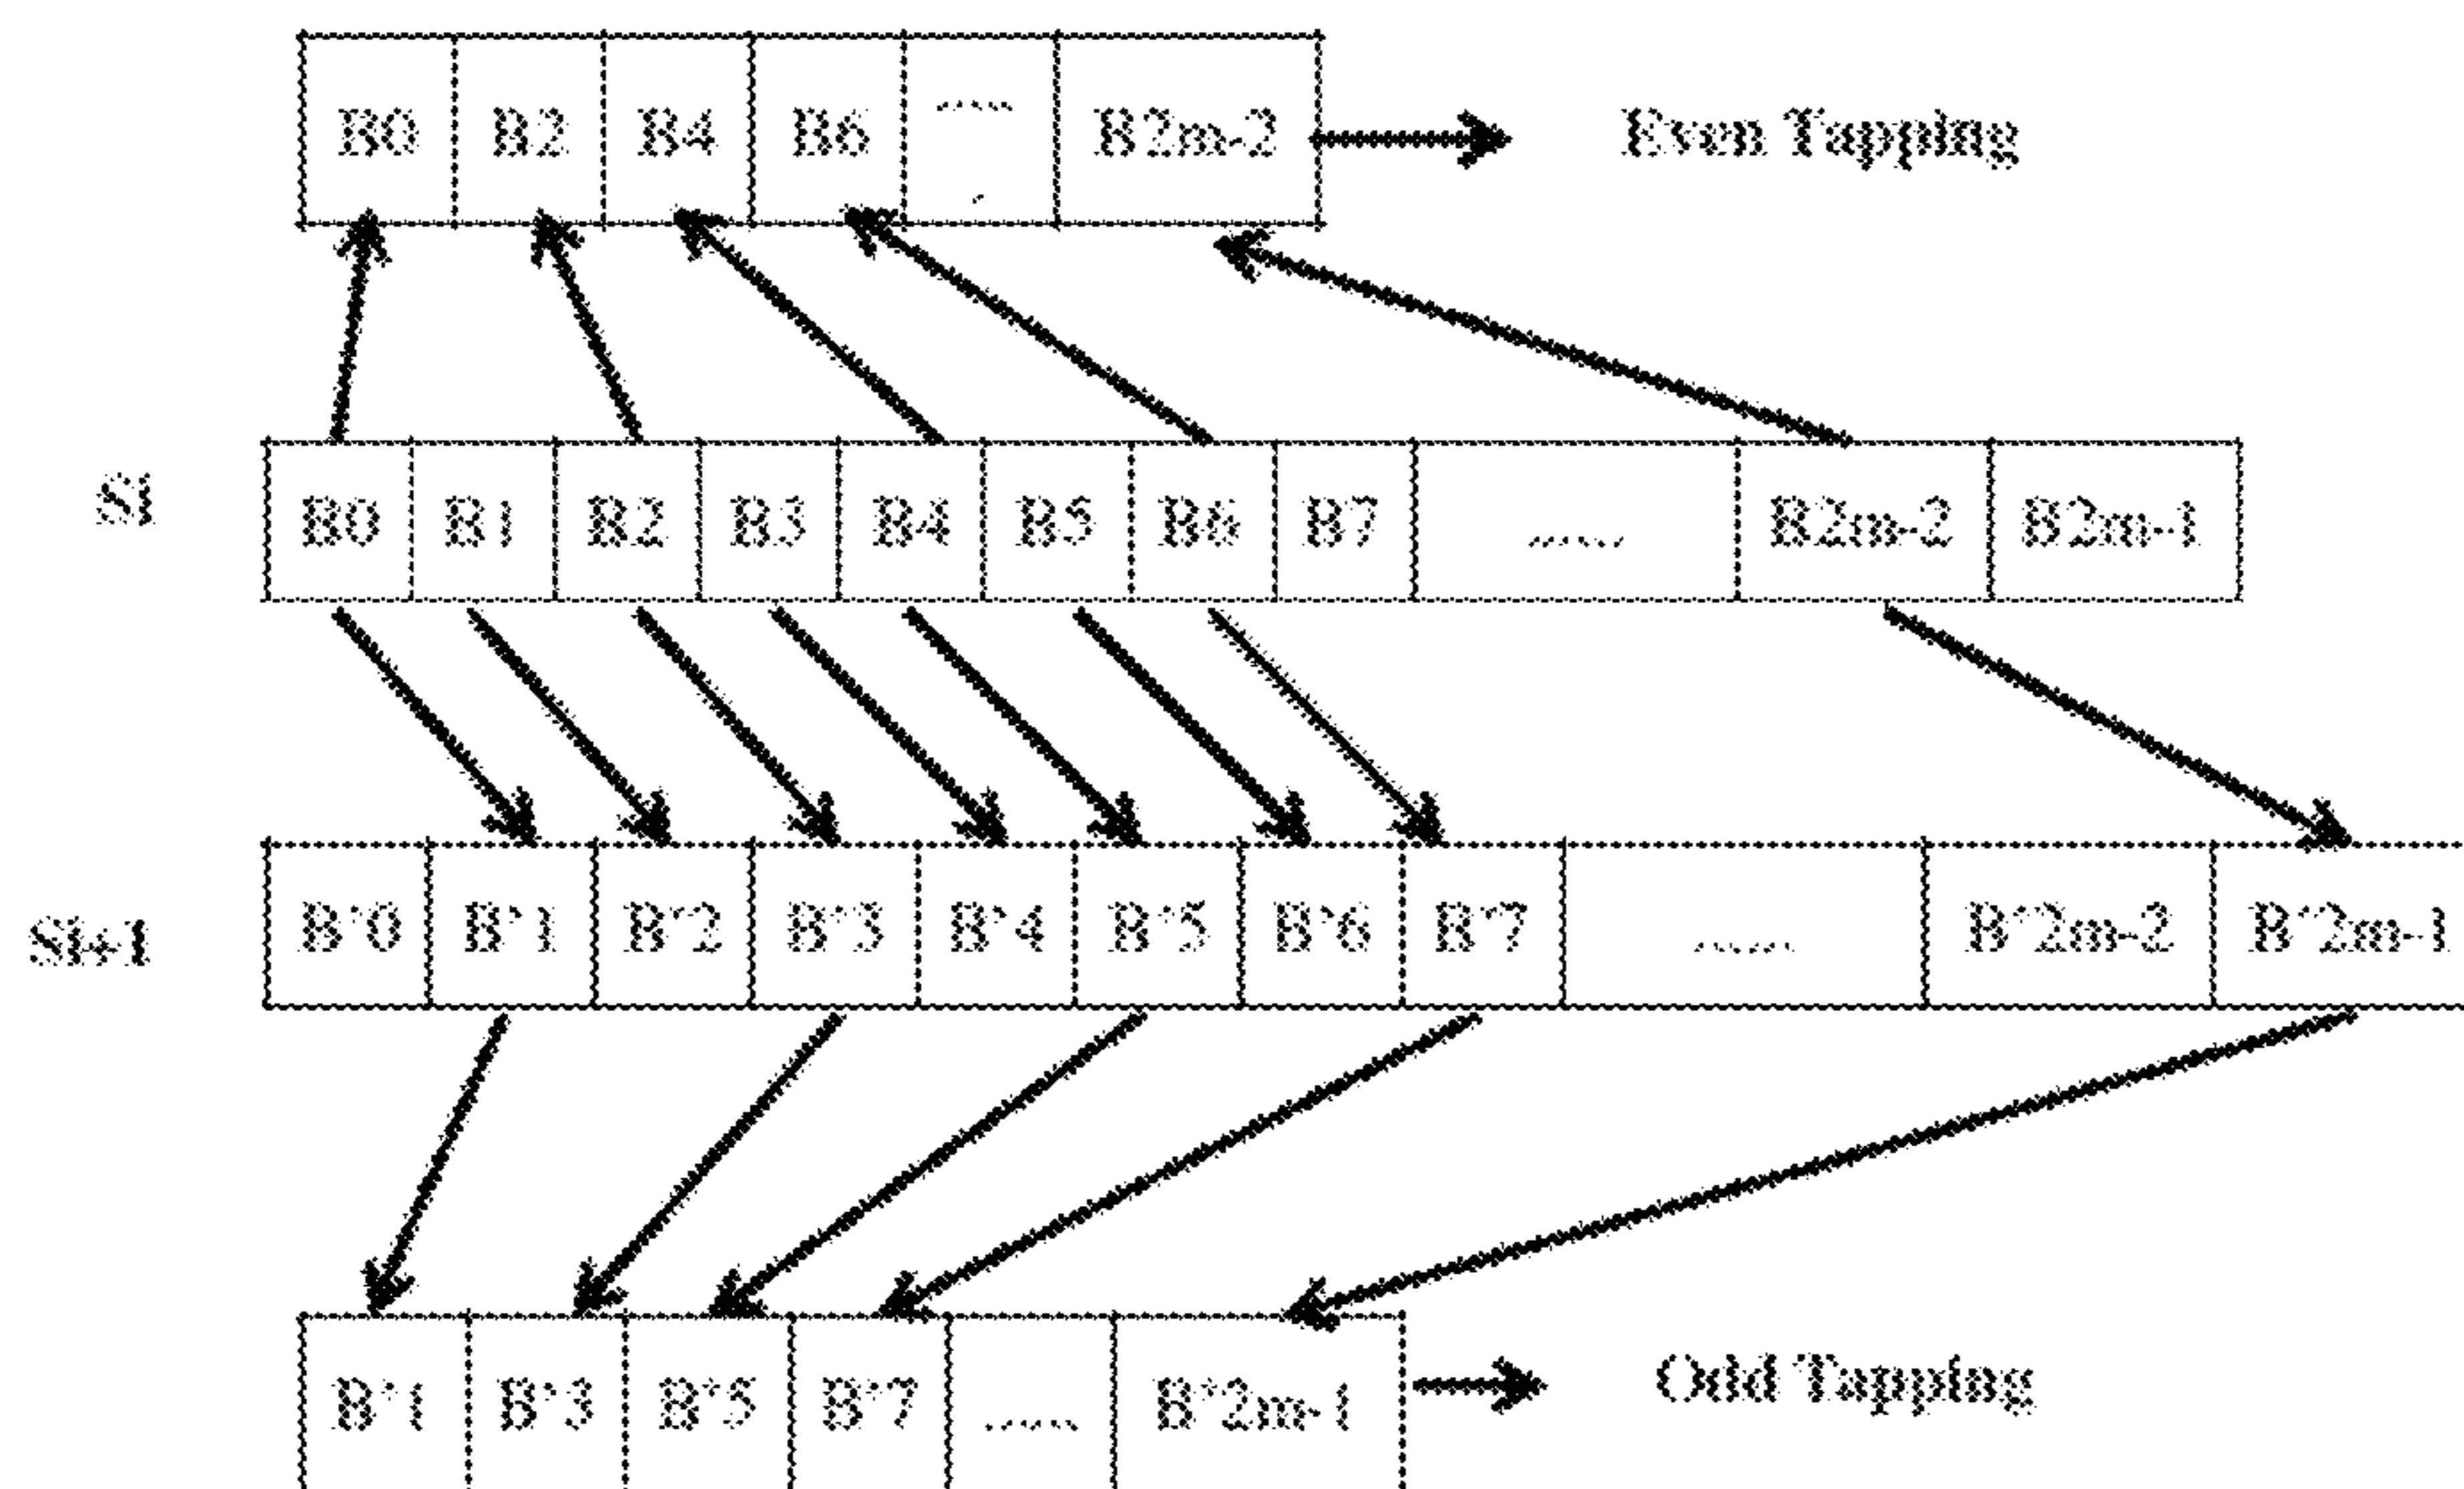 B0 B2 B4 B6 ..... . B2m-2 Even Tapping
Si B0 B1 B2 B3 B4 B5 B6 B7 ...... B2m-2 B2m-1
Si+1 B'0 B'1 B'2 B'3 B'4 B'5 B'6 B'7 ...... B'2m-2 B'2m-1
B'1 B'3 B'5 B'7 ...... B'2m-1 Odd Tapping